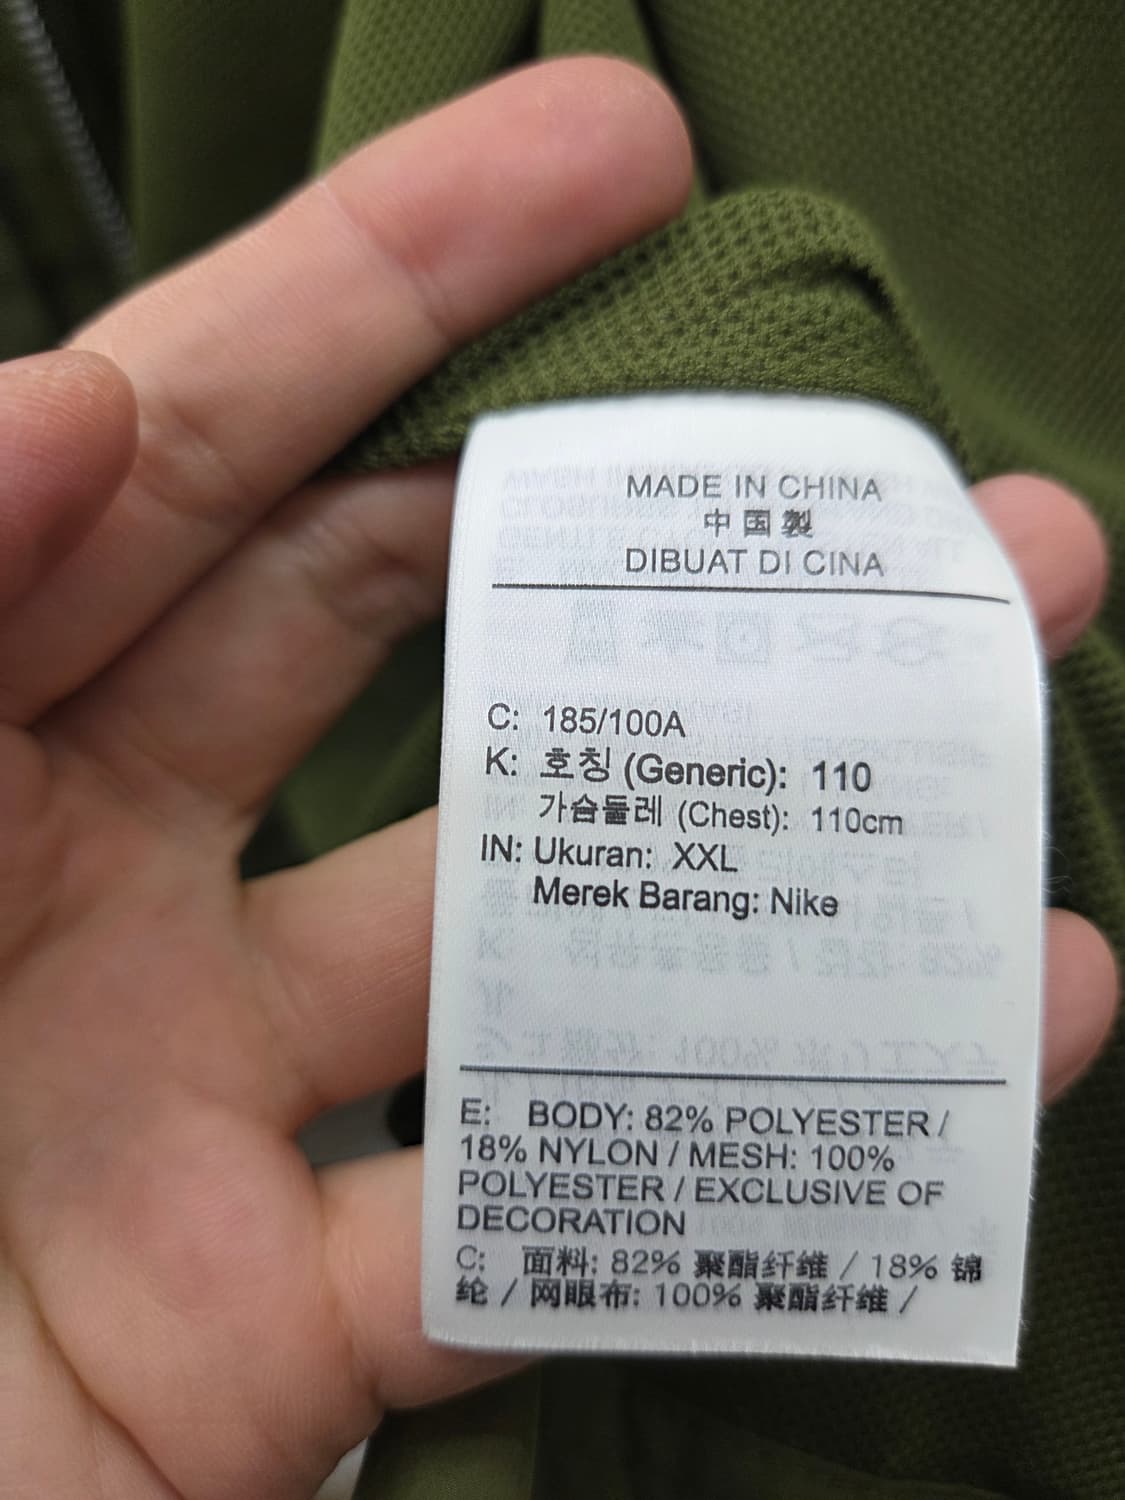 MADE IN CHINA
中国製
DIBUAT DI CINA
C: 185/100A
K: 호칭 (Generic): 110
가슴둘레 (Chest): 110cm
IN: Ukuran: XXL
Merek Barang: Nike
E: BODY: 82% POLYESTER /
18% NYLON / MESH: 100%
POLYESTER / EXCLUSIVE OF
DECORATION
C: 面料: 82% 聚酯纤维 / 18% 锦
纶 / 网眼布: 100% 聚酯纤维 /